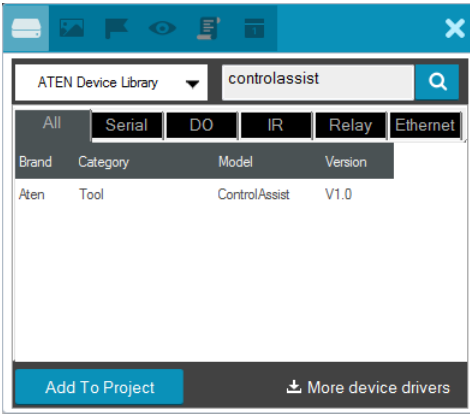 ATEN Device Library controlassist
All Serial DO IR Relay Ethernet
Brand Category Model Version
Aten Tool ControlAssist V1.0
Add To Project More device drivers